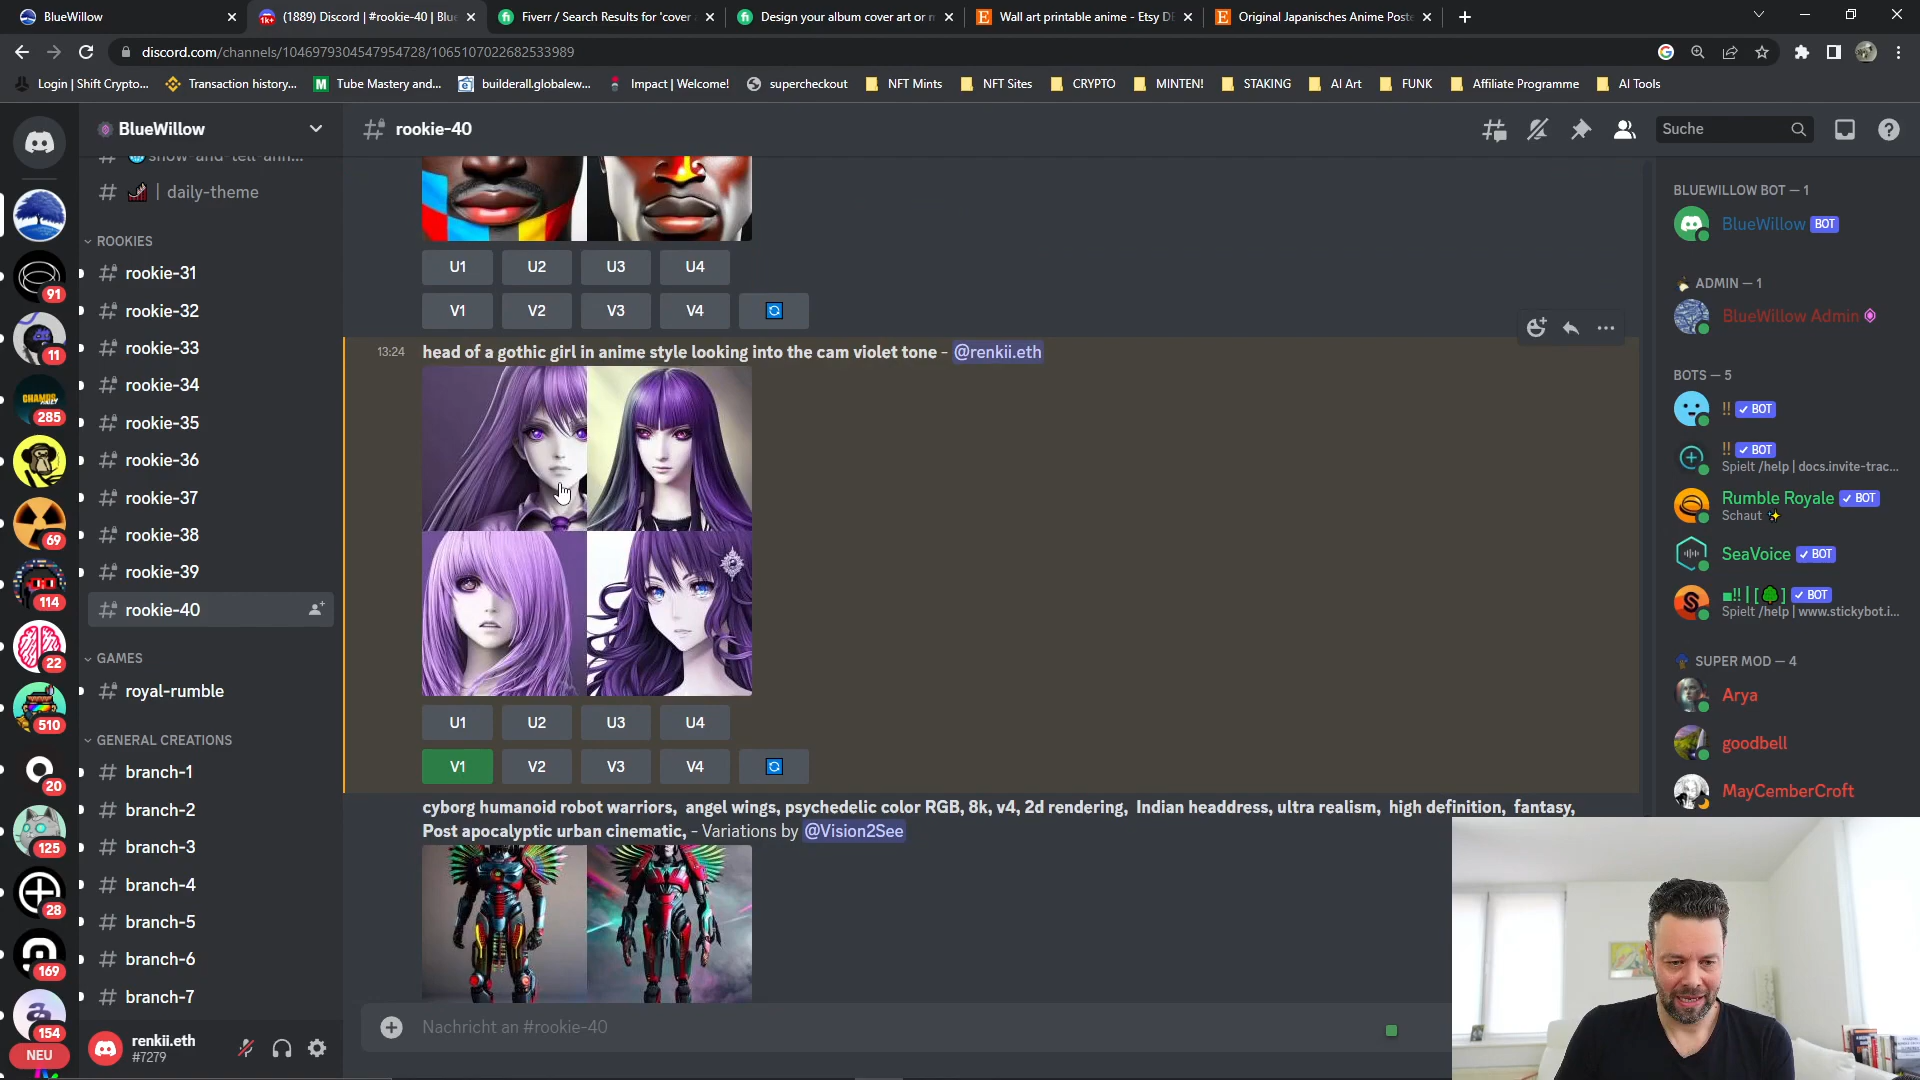 BlueWillow
(1889) Discord | #rookie-40 | Blue
Fiverr / Search Results for 'cover
Design your album cover art or m
Wall art printable anime - Etsy DE
Original Japanisches Anime Poste
discord.com/channels/1046979304547954728/1065107022682533989
Login | Shift Crypto...
Transaction history...
Tube Mastery and...
builderall.globalew...
Impact | Welcome!
supercheckout
NFT Mints
NFT Sites
CRYPTO
MINTEN!
STAKING
AI Art
FUNK
Affiliate Programme
AI Tools
BlueWillow
rookie-40
Suche
show-and-tell-ann...
| daily-theme
ROOKIES
rookie-31
rookie-32
rookie-33
rookie-34
rookie-35
rookie-36
rookie-37
rookie-38
rookie-39
rookie-40
GAMES
royal-rumble
GENERAL CREATIONS
branch-1
branch-2
branch-3
branch-4
branch-5
branch-6
branch-7
renkii.eth
#7279
91
11
CHAMPS
285
69
114
22
510
20
125
28
169
154
NEU
U1 U2 U3 U4
V1 V2 V3 V4
13:24 head of a gothic girl in anime style looking into the cam violet tone - @renkii.eth
U1 U2 U3 U4
V1 V2 V3 V4
cyborg humanoid robot warriors, angel wings, psychedelic color RGB, 8k, v4, 2d rendering, Indian headdress, ultra realism, high definition, fantasy,
Post apocalyptic urban cinematic, - Variations by @Vision2See
Nachricht an #rookie-40
BLUEWILLOW BOT — 1
BlueWillow BOT
ADMIN — 1
BlueWillow Admin
BOTS — 5
!! ✓ BOT
!! ✓ BOT
Spielt /help | docs.invite-trac...
Rumble Royale ✓ BOT
Schaut ✨
SeaVoice ✓ BOT
!! | [🌳] ✓ BOT
Spielt /help | www.stickybot.i...
SUPER MOD — 4
Arya
goodbell
MayCemberCroft